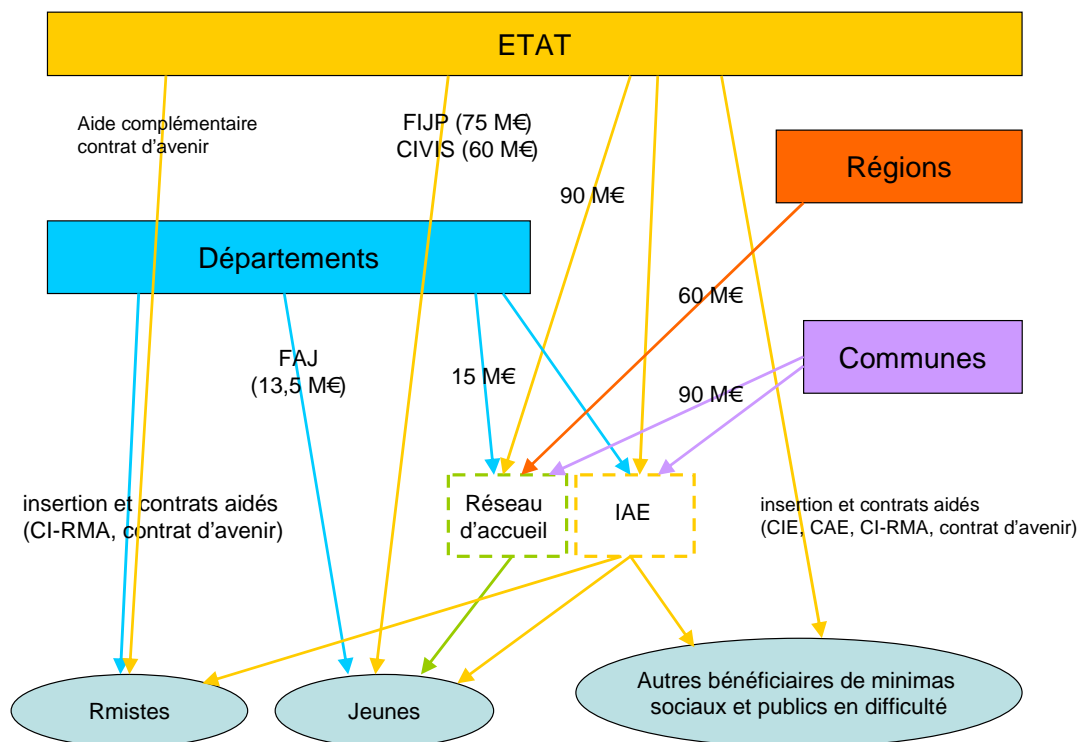 ETAT
Aide complémentaire
contrat d'avenir
FIJP (75 M€)
CIVIS (60 M€)
90 M€
Régions
Départements
60 M€
FAJ
(13,5 M€)
15 M€
Communes
90 M€
insertion et contrats aidés
(CI-RMA, contrat d'avenir)
Réseau
d'accueil
IAE
insertion et contrats aidés
(CIE, CAE, CI-RMA, contrat d'avenir)
Rmistes
Jeunes
Autres bénéficiaires de minimas
sociaux et publics en difficulté